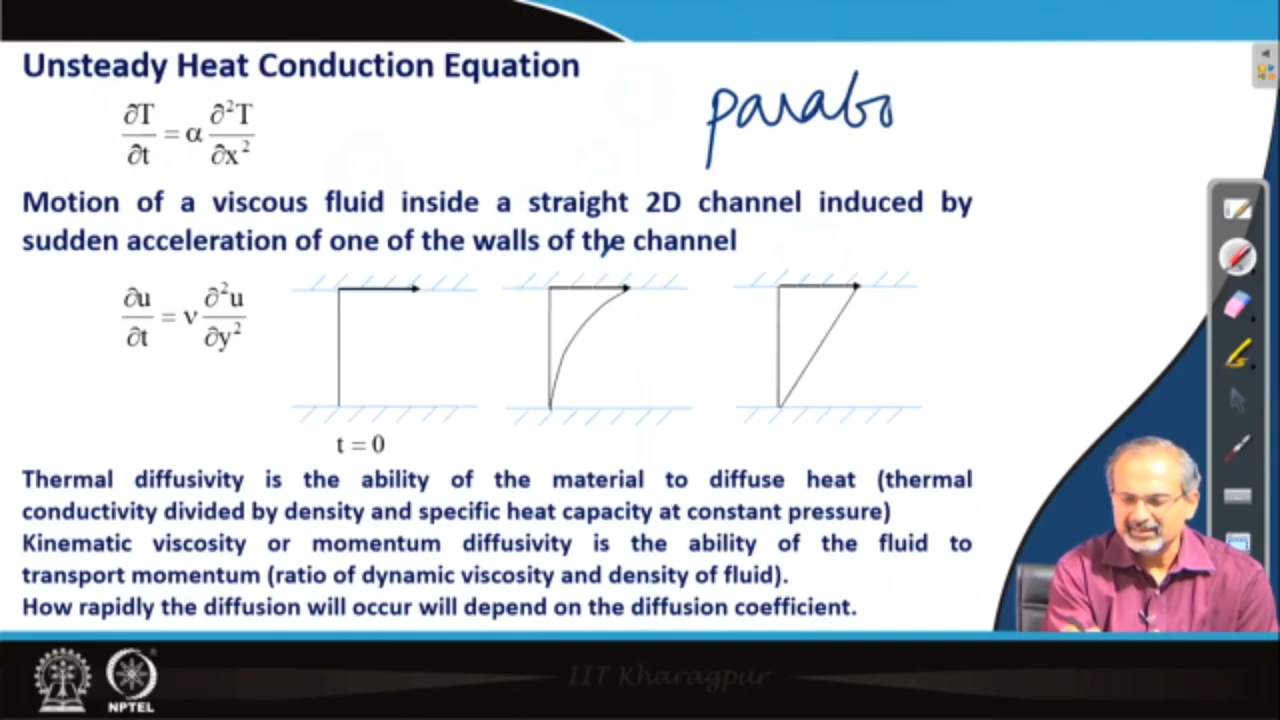 Unsteady Heat Conduction Equation
∂T/∂t = α ∂²T/∂x²
parabo
Motion of a viscous fluid inside a straight 2D channel induced by
sudden acceleration of one of the walls of the channel
∂u/∂t = ν ∂²u/∂y²
t = 0
Thermal diffusivity is the ability of the material to diffuse heat (thermal
conductivity divided by density and specific heat capacity at constant pressure)
Kinematic viscosity or momentum diffusivity is the ability of the fluid to
transport momentum (ratio of dynamic viscosity and density of fluid).
How rapidly the diffusion will occur will depend on the diffusion coefficient.
IIT Kharagpur
NPTEL